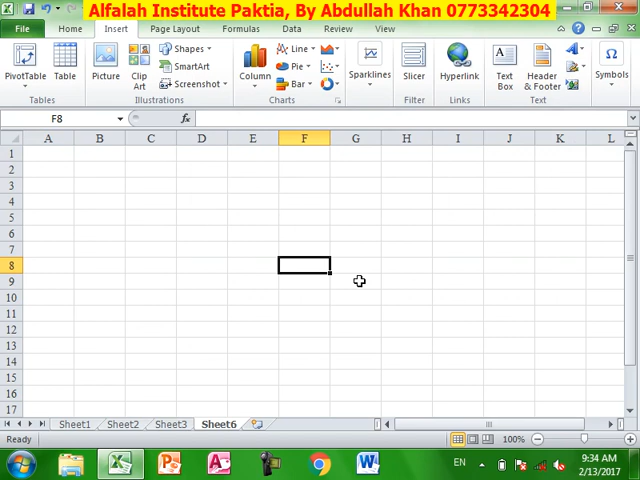 Alfalah Institute Paktia, By Abdullah Khan 0773342304
File Home Insert Page Layout Formulas Data Review View
PivotTable Table Picture Clip Art Shapes SmartArt Screenshot Column Line Pie Bar Sparklines Slicer Hyperlink Text Box Header & Footer Symbols
Tables Illustrations Charts Filter Links Text
F8 fx
A B C D E F G H I J K L
1
2
3
4
5
6
7
8
9
10
11
12
13
14
15
16
17
Sheet1 Sheet2 Sheet3 Sheet6
Ready 100%
EN 9:34 AM
2/13/2017